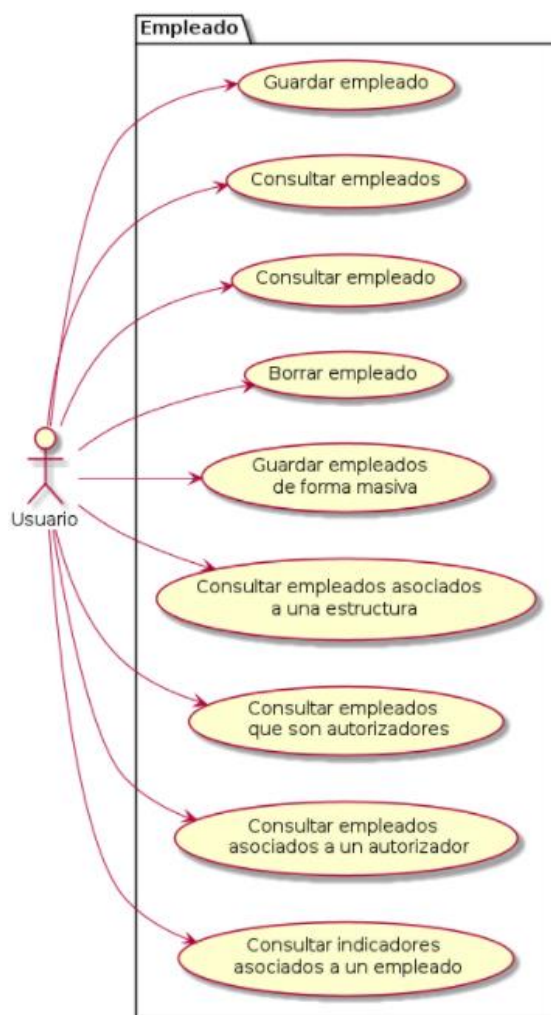 Empleado
Guardar empleado
Consultar empleados
Consultar empleado
Borrar empleado
Guardar empleados
de forma masiva
Usuario
Consultar empleados asociados
a una estructura
Consultar empleados
que son autorizadores
Consultar empleados
asociados a un autorizador
Consultar indicadores
asociados a un empleado